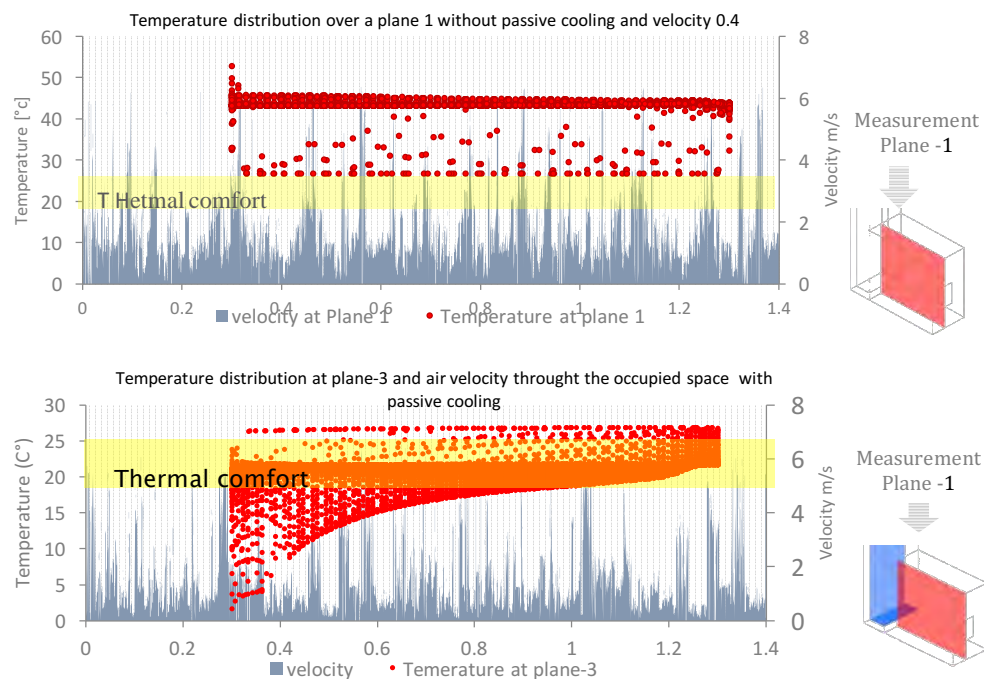 Temperature distribution over a plane 1 without passive cooling and velocity 0.4
60
50
40
30
20
10
0
Temperature [°c]
T Hetmal comfort
8
6
4
2
0
Velocity m/s
0 0.2 0.4 0.6 0.8 1 1.2 1.4
velocity at Plane 1 Temperature at plane 1
Measurement
Plane -1
Temperature distribution at plane-3 and air velocity throught the occupied space with
passive cooling
30
25
20
15
10
5
0
Temperature (C°)
Thermal comfort
8
6
4
2
0
Velocity m/s
0 0.2 0.4 0.6 0.8 1 1.2 1.4
velocity Temerature at plane-3
Measurement
Plane -1